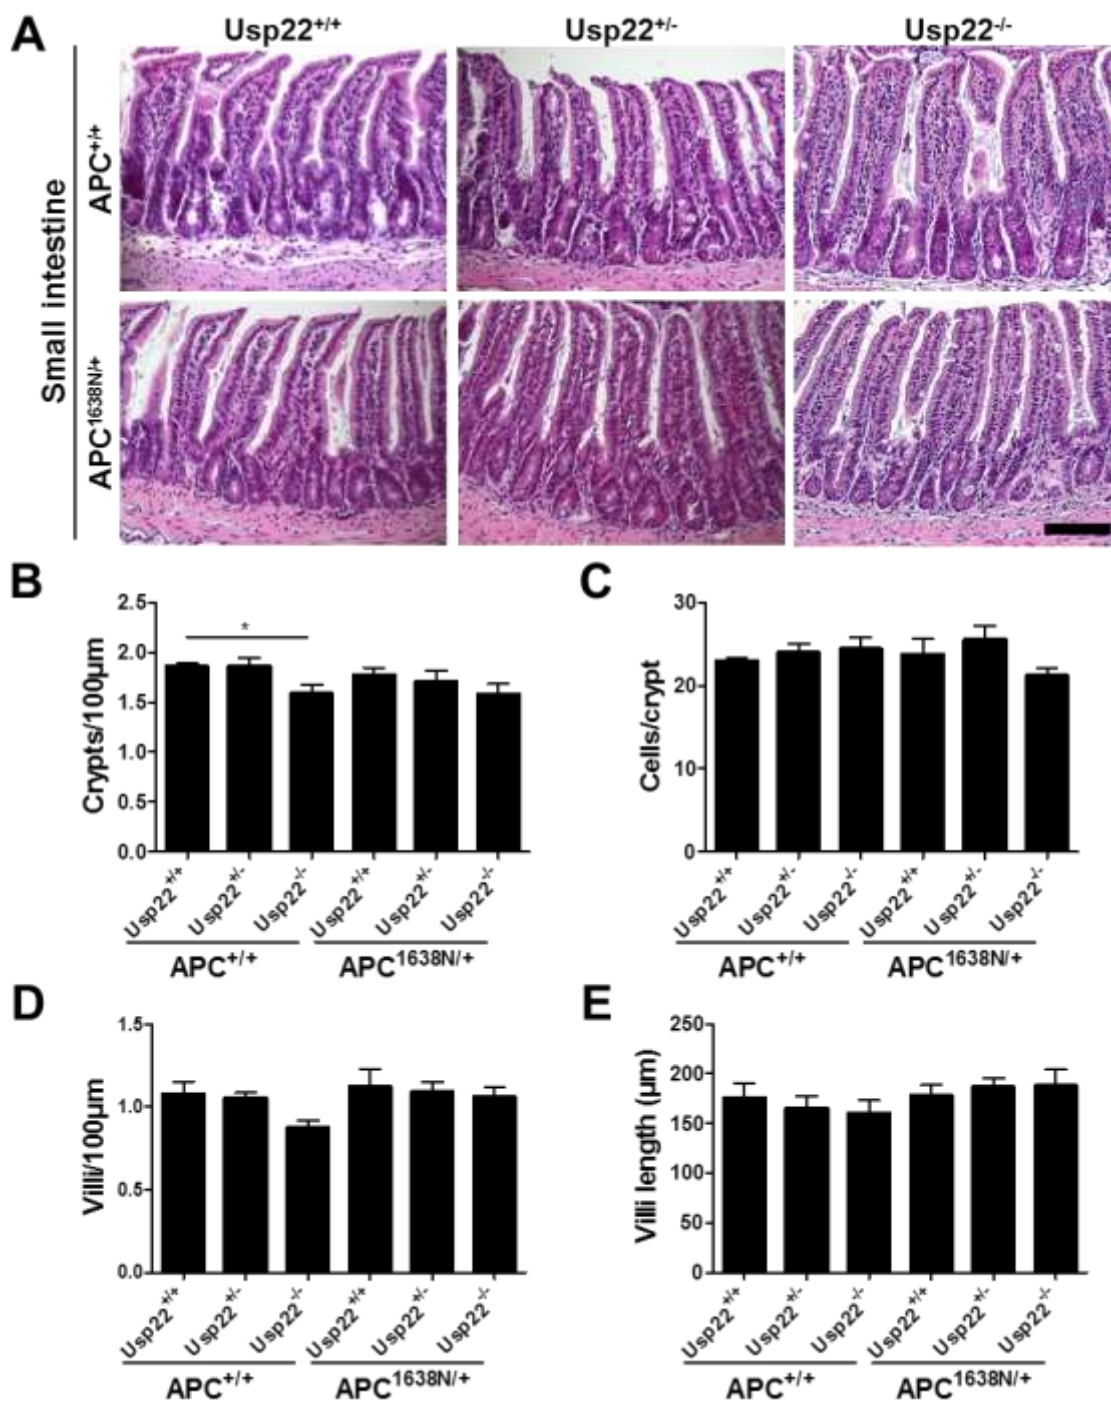 A
Usp22+/+ Usp22+/- Usp22-/-
Small intestine
APC+/+
APC1638N/+
B
Crypts/100µm
2.5
2.0
1.5
1.0
0.5
0.0
*
Usp22+/+ Usp22+/- Usp22-/- Usp22+/+ Usp22+/- Usp22-/-
APC+/+ APC1638N/+
C
Cells/crypt
30
20
10
0
Usp22+/+ Usp22+/- Usp22-/- Usp22+/+ Usp22+/- Usp22-/-
APC+/+ APC1638N/+
D
Villi/100µm
1.5
1.0
0.5
0.0
Usp22+/+ Usp22+/- Usp22-/- Usp22+/+ Usp22+/- Usp22-/-
APC+/+ APC1638N/+
E
Villi length (µm)
250
200
150
100
50
0
Usp22+/+ Usp22+/- Usp22-/- Usp22+/+ Usp22+/- Usp22-/-
APC+/+ APC1638N/+